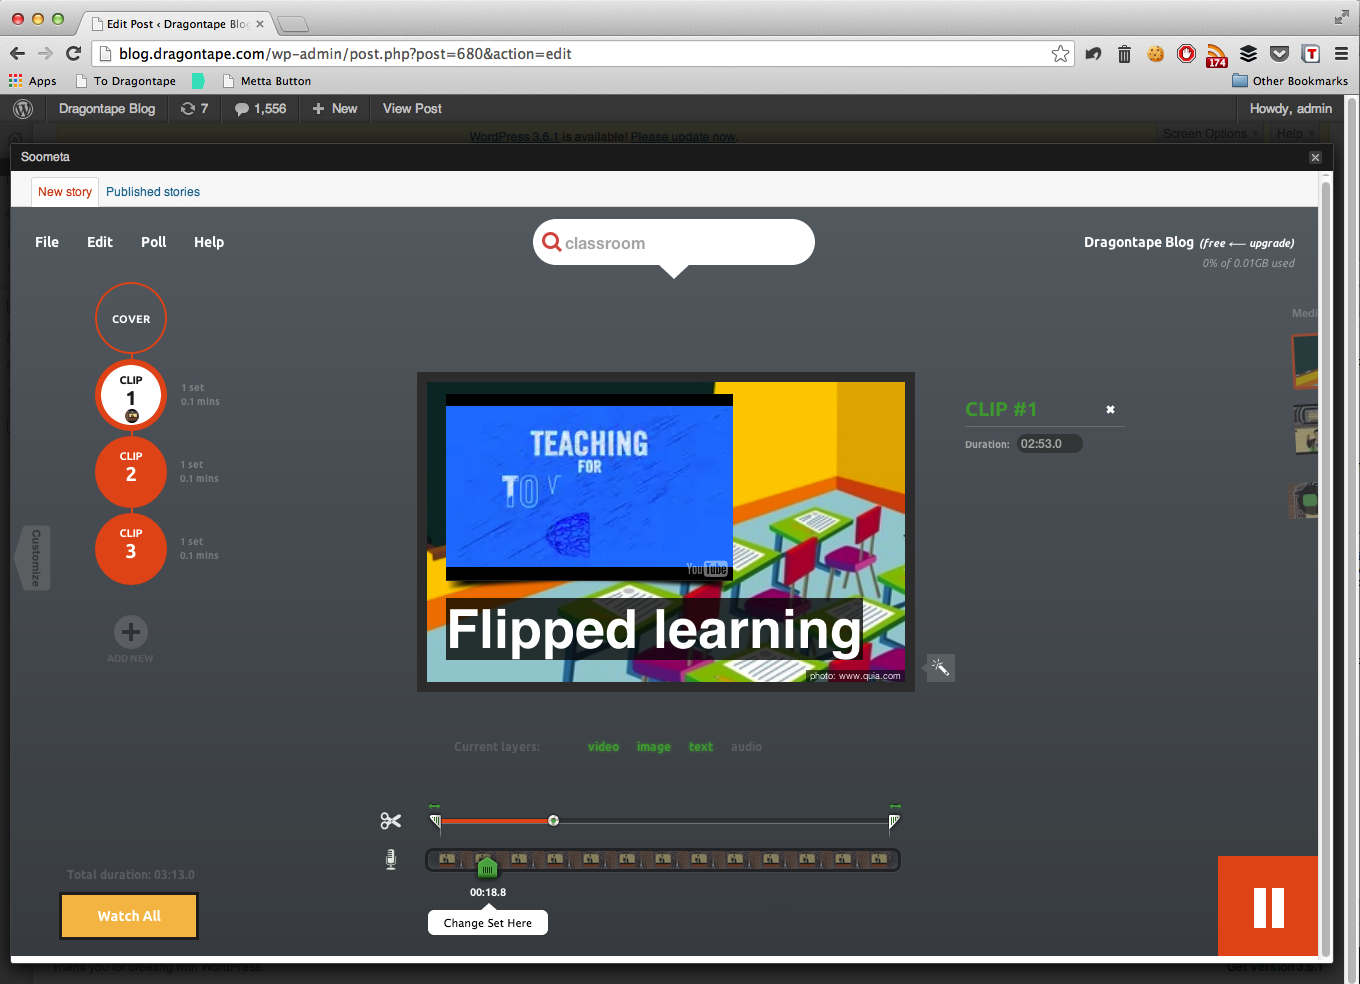 Edit Post ‹ Dragontape Blo
blog.dragontape.com/wp-admin/post.php?post=680&action=edit
174
T
Apps To Dragontape Metta Button Other Bookmarks
Dragontape Blog 7 1,556 New View Post Howdy, admin
WordPress 3.6.1 is available! Please update now.
Screen Options Help
Soometa
New story Published stories
File Edit Poll Help
classroom
Dragontape Blog (free ⟵ upgrade)
0% of 0.01GB used
COVER
Medi
CLIP
1
1 set
0.1 mins
CLIP
2
1 set
0.1 mins
CLIP
3
1 set
0.1 mins
Customize
ADD NEW
TEACHING
FOR
TO
YouTube
Flipped learning
photo: www.quia.com
CLIP #1
Duration: 02:53.0
Current layers: video image text audio
00:18.8
Change Set Here
Total duration: 03:13.0
Watch All
Thank you for creating with WordPress.
Get Version 3.6.1